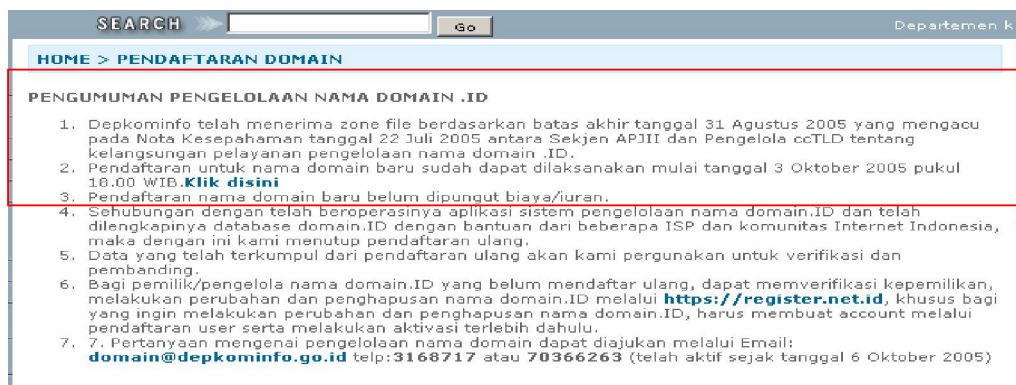 SEARCH
Go
Departemen k
HOME > PENDAFTARAN DOMAIN
PENGUMUMAN PENGELOLAAN NAMA DOMAIN .ID
1. Depkominfo telah menerima zone file berdasarkan batas akhir tanggal 31 Agustus 2005 yang mengacu
pada Nota Kesepahaman tanggal 22 Juli 2005 antara Sekjen APJII dan Pengelola ccTLD tentang
kelangsungan pelayanan pengelolaan nama domain .ID.
2. Pendaftaran untuk nama domain baru sudah dapat dilaksanakan mulai tanggal 3 Oktober 2005 pukul
18.00 WIB.Klik disini
3. Pendaftaran nama domain baru belum dipungut biaya/iuran.
4. Sehubungan dengan telah beroperasinya aplikasi sistem pengelolaan nama domain.ID dan telah
dilengkapinya database domain.ID dengan bantuan dari beberapa ISP dan komunitas Internet Indonesia,
maka dengan ini kami menutup pendaftaran ulang.
5. Data yang telah terkumpul dari pendaftaran ulang akan kami pergunakan untuk verifikasi dan
pembanding.
6. Bagi pemilik/pengelola nama domain.ID yang belum mendaftar ulang, dapat memverifikasi kepemilikan,
melakukan perubahan dan penghapusan nama domain.ID melalui https://register.net.id, khusus bagi
yang ingin melakukan perubahan dan penghapusan nama domain.ID, harus membuat account melalui
pendaftaran user serta melakukan aktivasi terlebih dahulu.
7. 7. Pertanyaan mengenai pengelolaan nama domain dapat diajukan melalui Email:
domain@depkominfo.go.id telp:3168717 atau 70366263 (telah aktif sejak tanggal 6 Oktober 2005)